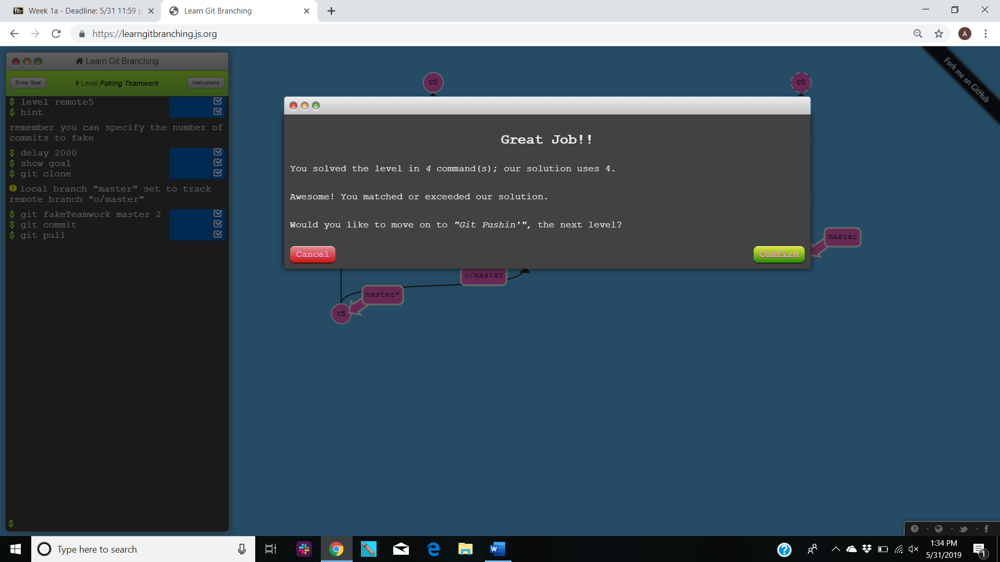 Bb Week 1a - Deadline: 5/31 11:59 p
Learn Git Branching
https://learngitbranching.js.org
A
Learn Git Branching
Show Goal
Level Faking Teamwork
Instructions
$ level remote5
$ hint
remember you can specify the number of
commits to fake
$ delay 2000
$ show goal
$ git clone
local branch "master" set to track
remote branch "o/master"
$ git fakeTeamwork master 2
$ git commit
$ git pull
$
C0
C0
Fork me on GitHub
Great Job!!
You solved the level in 4 command(s); our solution uses 4.
Awesome! You matched or exceeded our solution.
Would you like to move on to "Git Pushin'", the next level?
Cancel
Confirm
master
o/master
master*
C5
Type here to search
1:34 PM
5/31/2019
1